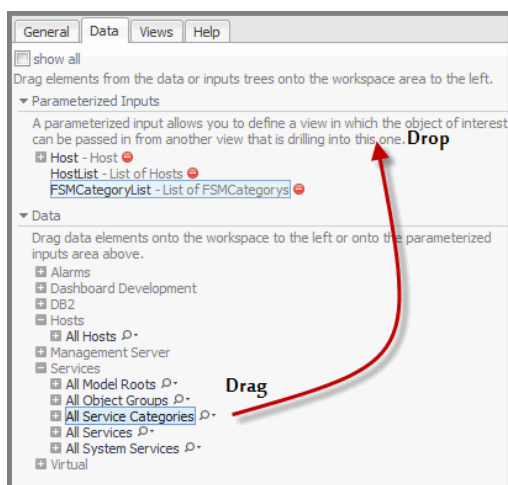 General Data Views Help
show all
Drag elements from the data or inputs trees onto the workspace area to the left.
Parameterized Inputs
A parameterized input allows you to define a view in which the object of interest
can be passed in from another view that is drilling into this one. Drop
Host - Host
HostList - List of Hosts
FSMCategoryList - List of FSMCategorys
Data
Drag data elements onto the workspace to the left or onto the parameterized
inputs area above.
Alarms
Dashboard Development
DB2
Hosts
All Hosts
Management Server
Services
All Model Roots
All Object Groups
Drag
All Service Categories
All Services
All System Services
Virtual